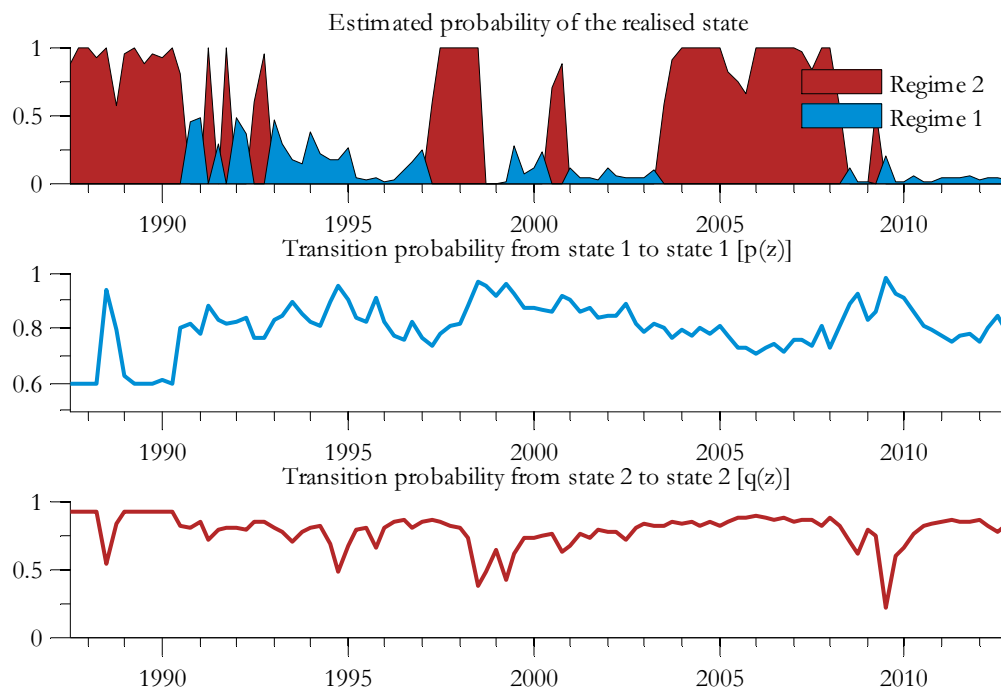 Estimated probability of the realised state
1
0.5
0
Regime 2
Regime 1
1990 1995 2000 2005 2010
Transition probability from state 1 to state 1 [p(z)]
1
0.8
0.6
1990 1995 2000 2005 2010
Transition probability from state 2 to state 2 [q(z)]
1
0.5
0
1990 1995 2000 2005 2010